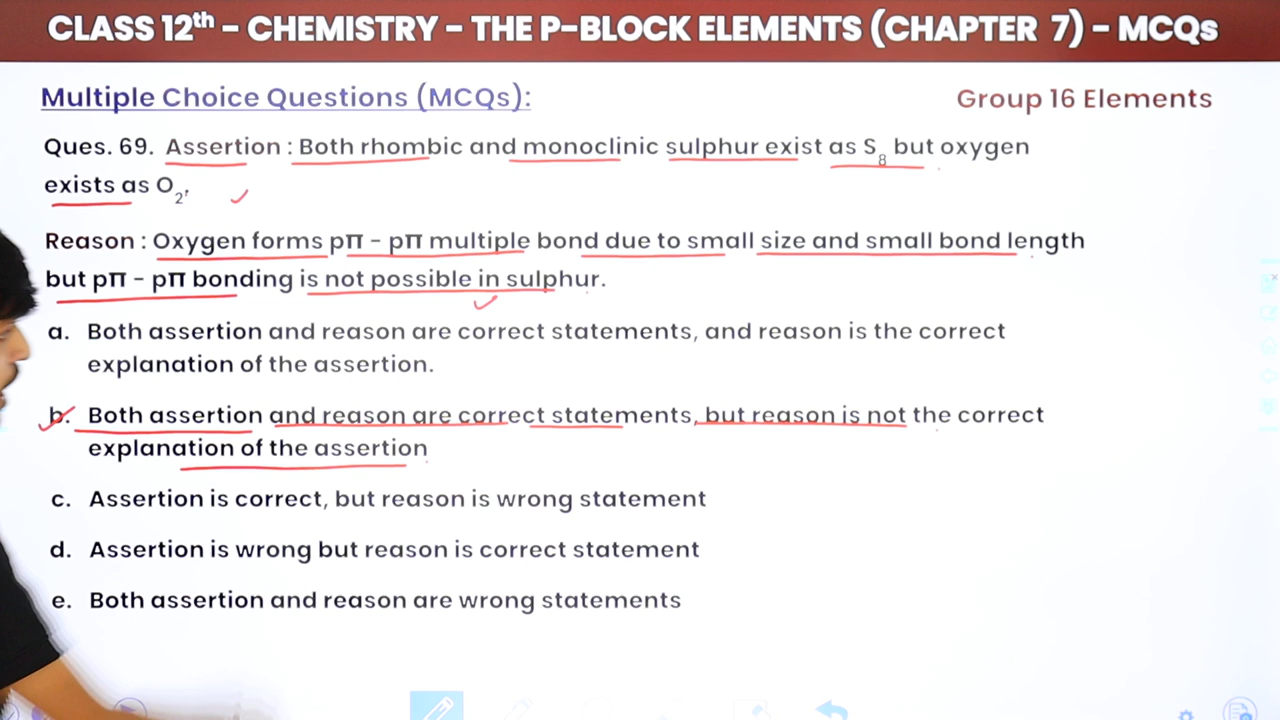 CLASS 12th - CHEMISTRY - THE P-BLOCK ELEMENTS (CHAPTER 7) - MCQs
Multiple Choice Questions (MCQs):
Group 16 Elements
Ques. 69. Assertion : Both rhombic and monoclinic sulphur exist as S8 but oxygen
exists as O2,
Reason : Oxygen forms pΠ - pΠ multiple bond due to small size and small bond length
but pΠ - pΠ bonding is not possible in sulphur.
a. Both assertion and reason are correct statements, and reason is the correct
explanation of the assertion.
b. Both assertion and reason are correct statements, but reason is not the correct
explanation of the assertion
c. Assertion is correct, but reason is wrong statement
d. Assertion is wrong but reason is correct statement
e. Both assertion and reason are wrong statements